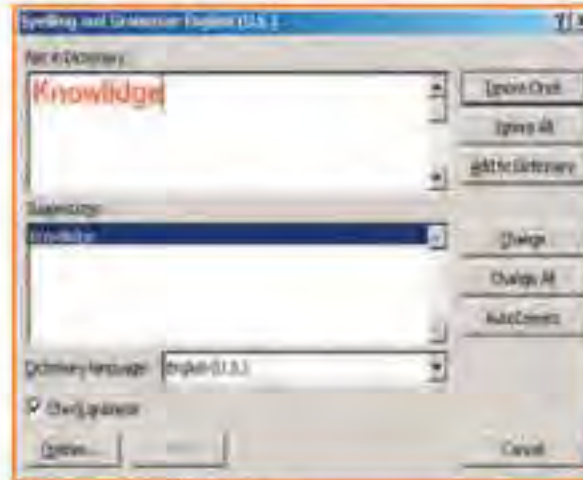 Spelling and Grammar: English (U.S.)
Not in Dictionary:
Knowlidge
Ignore Once
Ignore All
Add to Dictionary
Suggestions:
Change
Change All
AutoCorrect
Dictionary language: English (U.S.)
Check grammar
Options...
Cancel